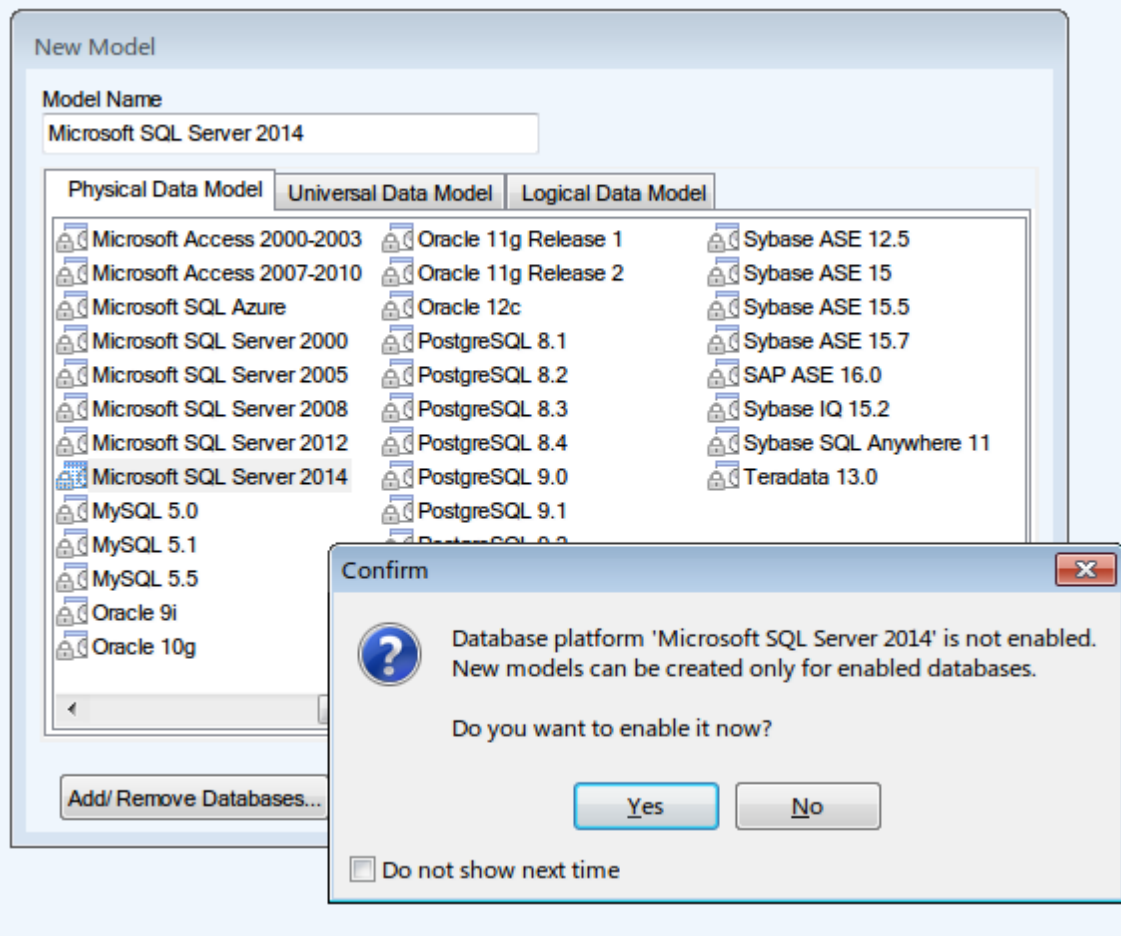 New Model
Model Name
Microsoft SQL Server 2014
Physical Data Model
Universal Data Model
Logical Data Model
Microsoft Access 2000-2003
Microsoft Access 2007-2010
Microsoft SQL Azure
Microsoft SQL Server 2000
Microsoft SQL Server 2005
Microsoft SQL Server 2008
Microsoft SQL Server 2012
Microsoft SQL Server 2014
MySQL 5.0
MySQL 5.1
MySQL 5.5
Oracle 9i
Oracle 10g
Oracle 11g Release 1
Oracle 11g Release 2
Oracle 12c
PostgreSQL 8.1
PostgreSQL 8.2
PostgreSQL 8.3
PostgreSQL 8.4
PostgreSQL 9.0
PostgreSQL 9.1
Sybase ASE 12.5
Sybase ASE 15
Sybase ASE 15.5
Sybase ASE 15.7
SAP ASE 16.0
Sybase IQ 15.2
Sybase SQL Anywhere 11
Teradata 13.0
Add/ Remove Databases...
Confirm
Database platform 'Microsoft SQL Server 2014' is not enabled.
New models can be created only for enabled databases.
Do you want to enable it now?
Yes
No
Do not show next time